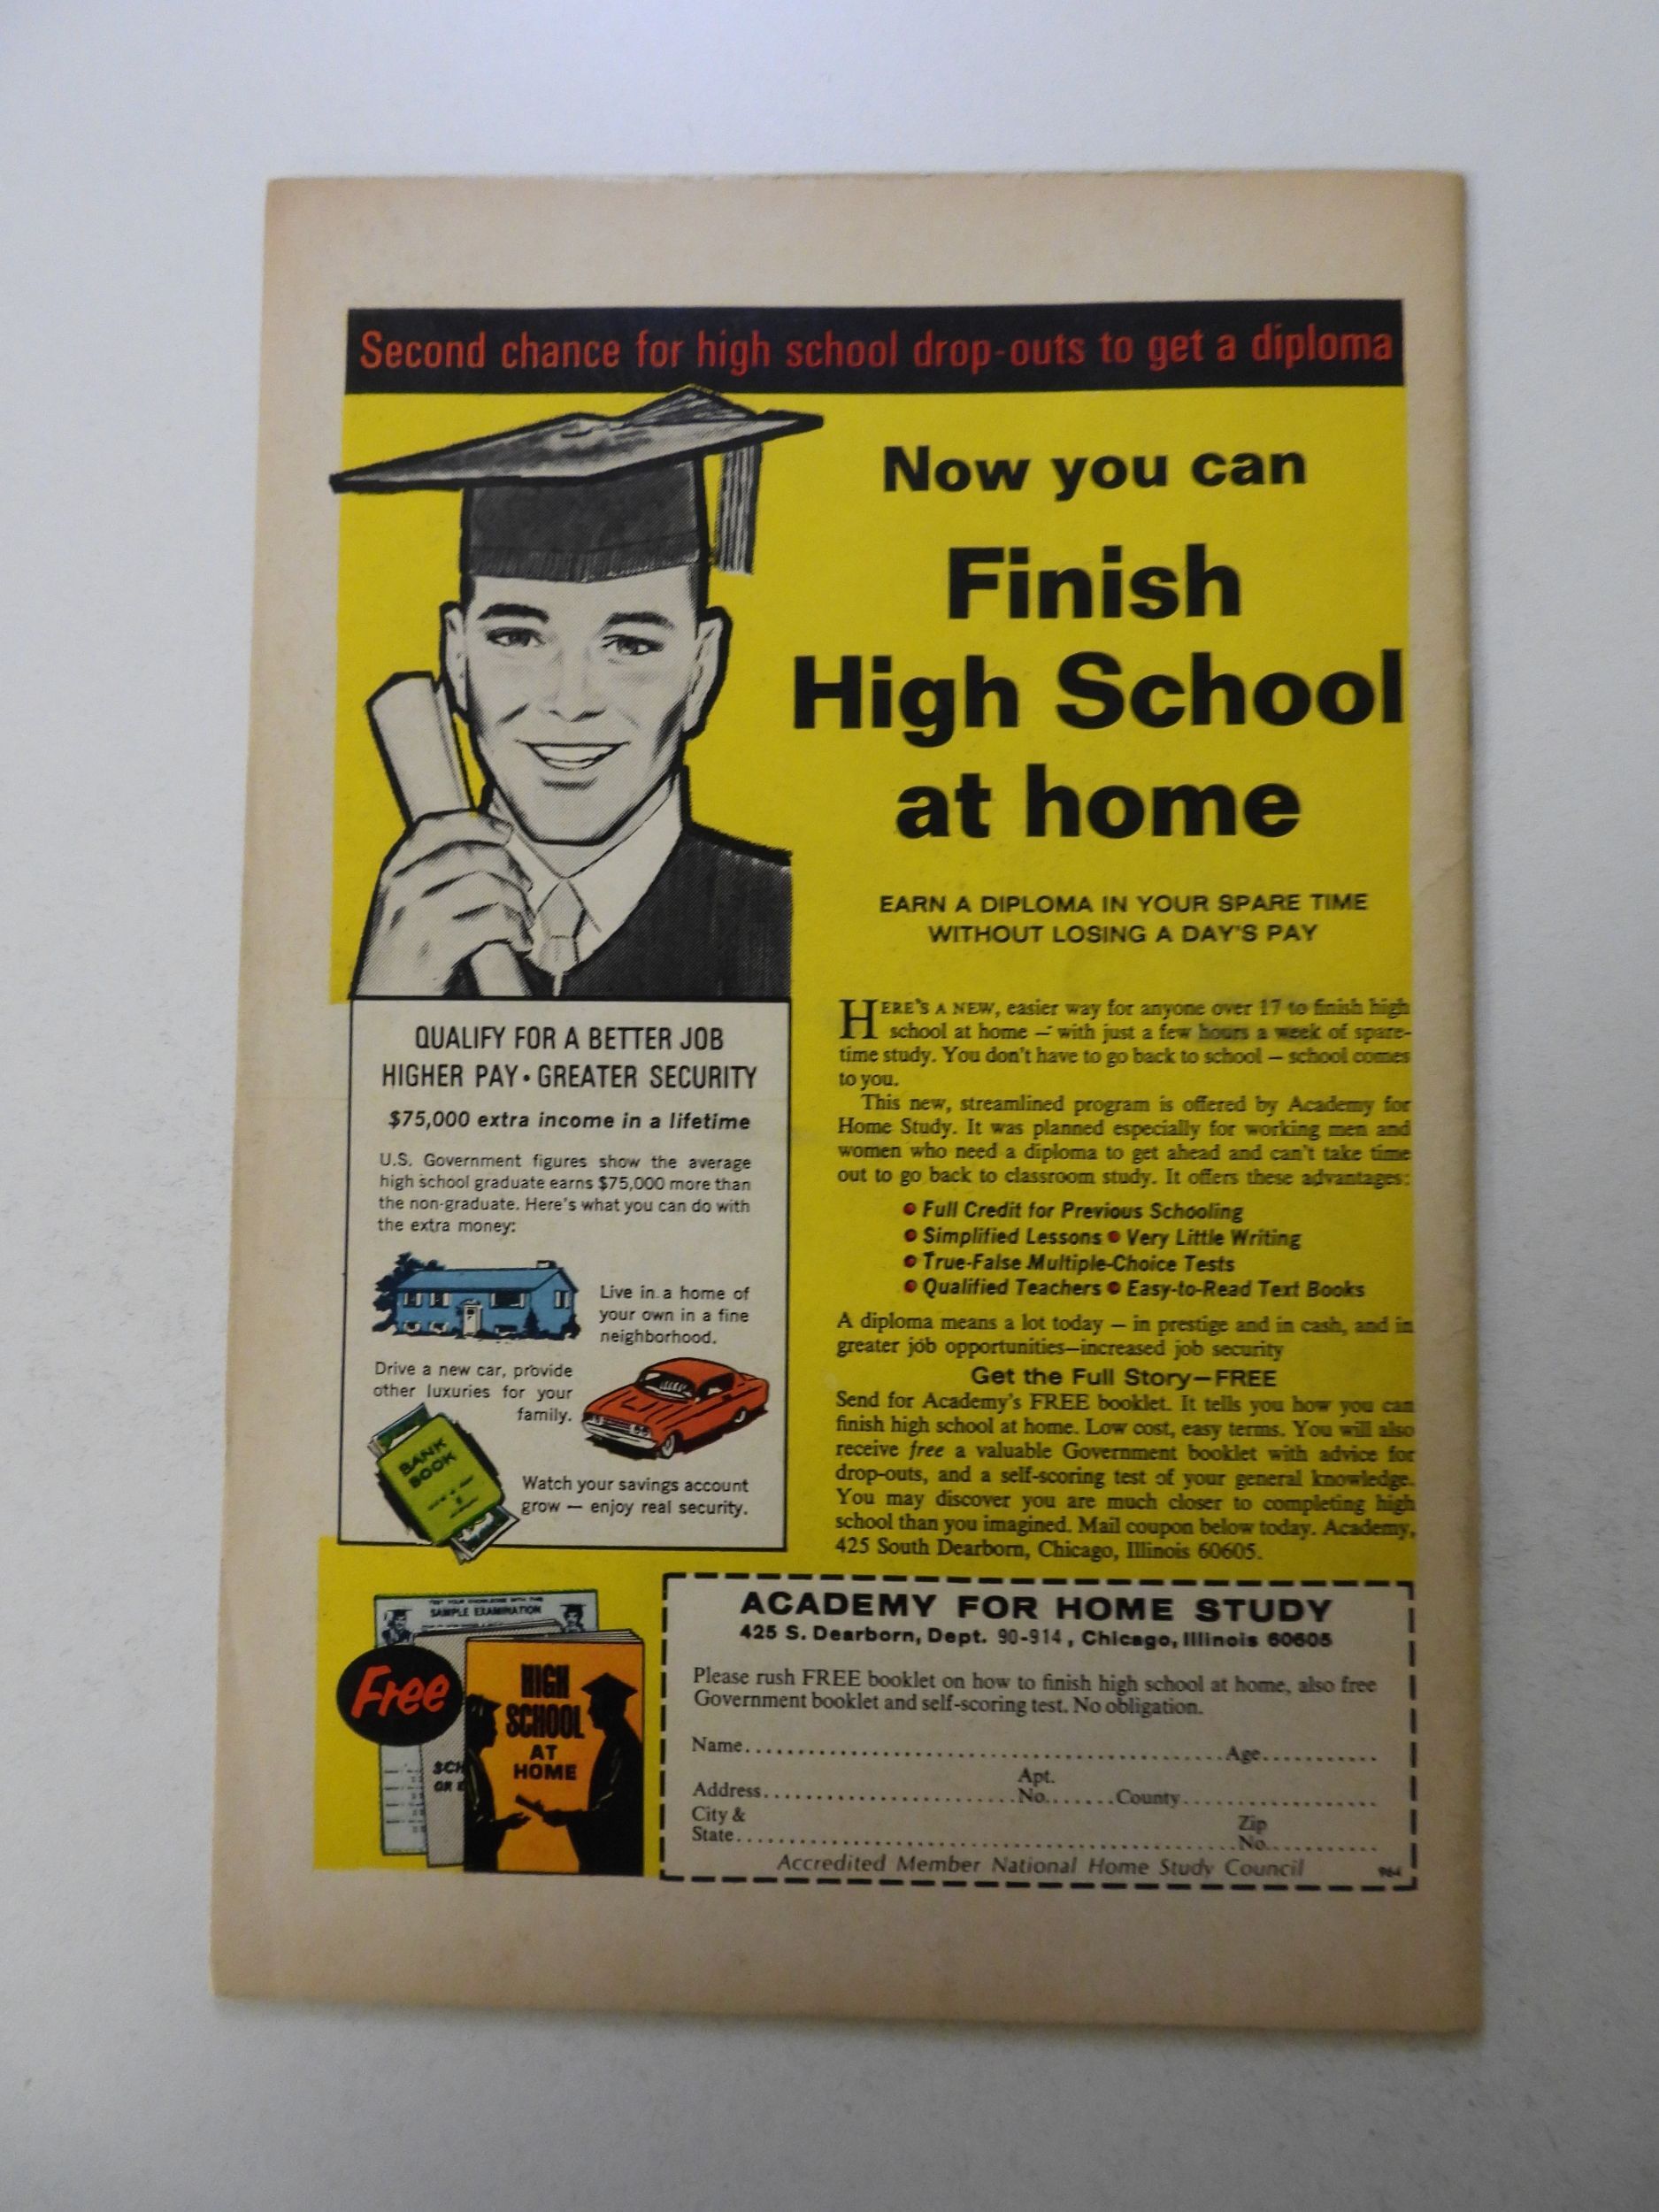 Second chance for high school drop-outs to get a diploma
Now you can
Finish
High School
at home
EARN A DIPLOMA IN YOUR SPARE TIME
WITHOUT LOSING A DAY'S PAY
HERE'S A NEW, easier way for anyone over 17 to finish high
school at home — with just a few hours a week of spare-
time study. You don't have to go back to school — school comes
to you.
This new, streamlined program is offered by Academy for
Home Study. It was planned especially for working men and
women who need a diploma to get ahead and can't take time
out to go back to classroom study. It offers these advantages:
• Full Credit for Previous Schooling
• Simplified Lessons • Very Little Writing
• True-False Multiple-Choice Tests
• Qualified Teachers • Easy-to-Read Text Books
A diploma means a lot today — in prestige and in cash, and in
greater job opportunities—increased job security
Get the Full Story—FREE
Send for Academy's FREE booklet. It tells you how you can
finish high school at home. Low cost, easy terms. You will also
receive free a valuable Government booklet with advice for
drop-outs, and a self-scoring test of your general knowledge.
You may discover you are much closer to completing high
school than you imagined. Mail coupon below today. Academy,
425 South Dearborn, Chicago, Illinois 60605.
QUALIFY FOR A BETTER JOB
HIGHER PAY • GREATER SECURITY
$75,000 extra income in a lifetime
U.S. Government figures show the average
high school graduate earns $75,000 more than
the non-graduate. Here's what you can do with
the extra money:
Live in a home of
your own in a fine
neighborhood.
Drive a new car, provide
other luxuries for your
family.
BANK
BOOK
Watch your savings account
grow — enjoy real security.
TEST YOUR KNOWLEDGE WITH THIS
SAMPLE EXAMINATION
Free
SCH
OR
HIGH
SCHOOL
AT
HOME
ACADEMY FOR HOME STUDY
425 S. Dearborn, Dept. 90-914, Chicago, Illinois 60605
Please rush FREE booklet on how to finish high school at home, also free
Government booklet and self-scoring test. No obligation.
Name..........Age..........
Address..........Apt. No.......County..........
City &
State..........Zip No..........
Accredited Member National Home Study Council
964